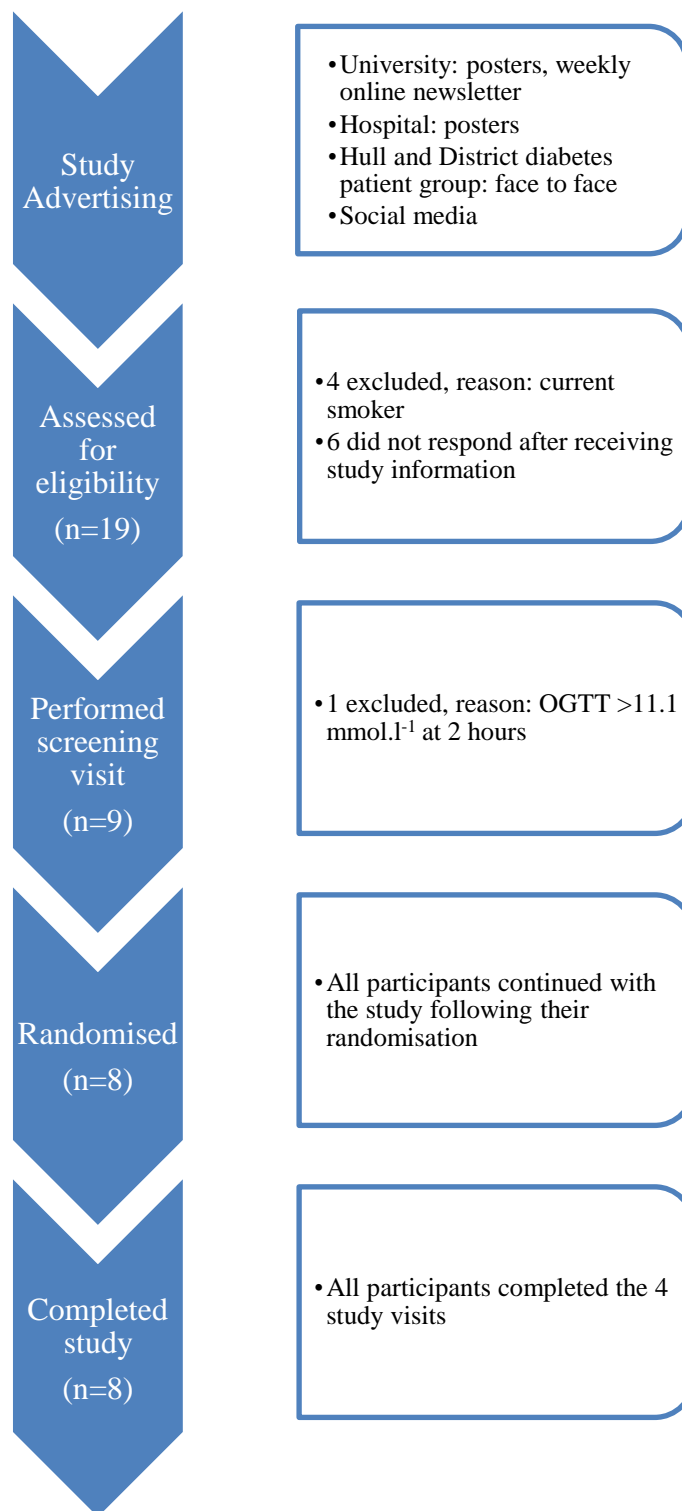 Study
Advertising
•University: posters, weekly
online newsletter
•Hospital: posters
•Hull and District diabetes
patient group: face to face
•Social media
Assessed
for
eligibility
(n=19)
•4 excluded, reason: current
smoker
•6 did not respond after receiving
study information
Performed
screening
visit
(n=9)
•1 excluded, reason: OGTT >11.1
mmol.l⁻¹ at 2 hours
Randomised
(n=8)
•All participants continued with
the study following their
randomisation
Completed
study
(n=8)
•All participants completed the 4
study visits